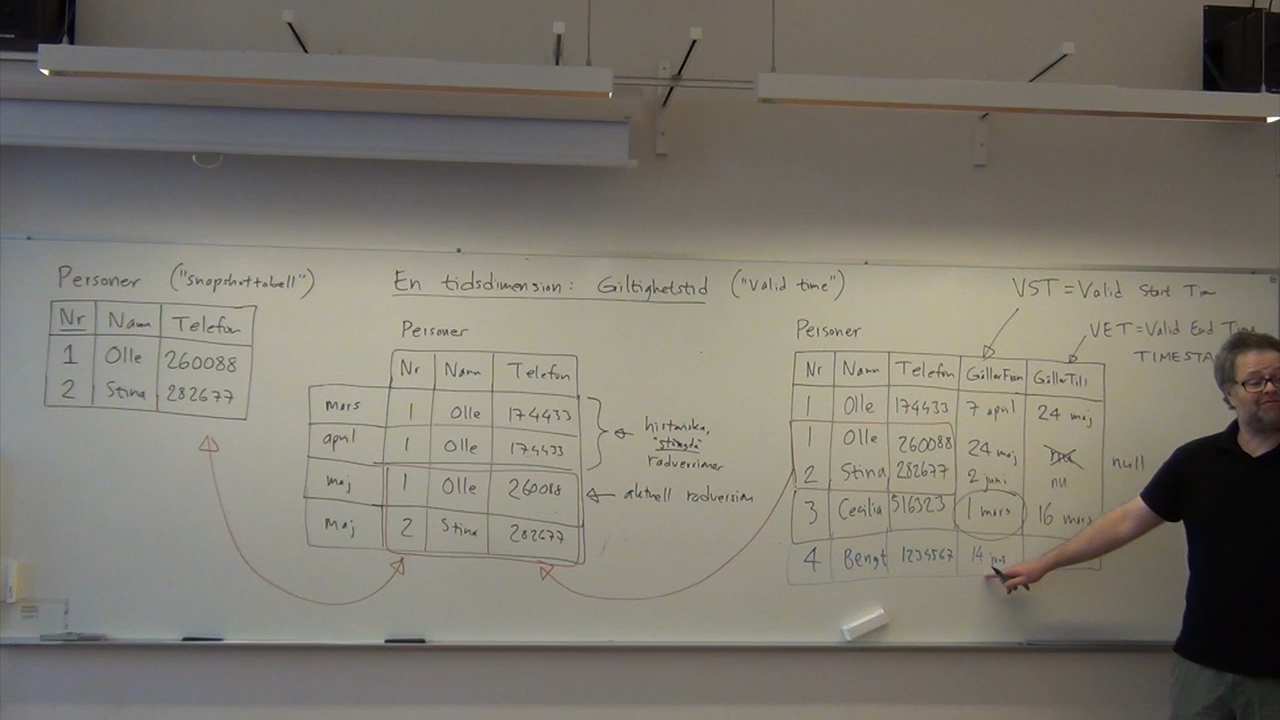 Personer ("Snapshottabell")
Nr Namn Telefon
1 Olle 260088
2 Stina 282677
En tidsdimension: Giltighetstid ("Valid time")
Personer
Nr Namn Telefon
mars 1 Olle 174433
april 1 Olle 174433
maj 1 Olle 260088
maj 2 Stina 282677
historiska,
"stängda"
radversioner
aktuell radversion
VST = Valid Start Tim
VET = Valid End Time
TIMESTA
Personer
Nr Namn Telefon GällerFrån GällerTill
1 Olle 174433 7 april 24 maj
1 Olle 260088 24 maj
2 Stina 282677 2 juni nu
null
3 Cecilia 516323 1 mars 16 mars
4 Bengt 1234567 14